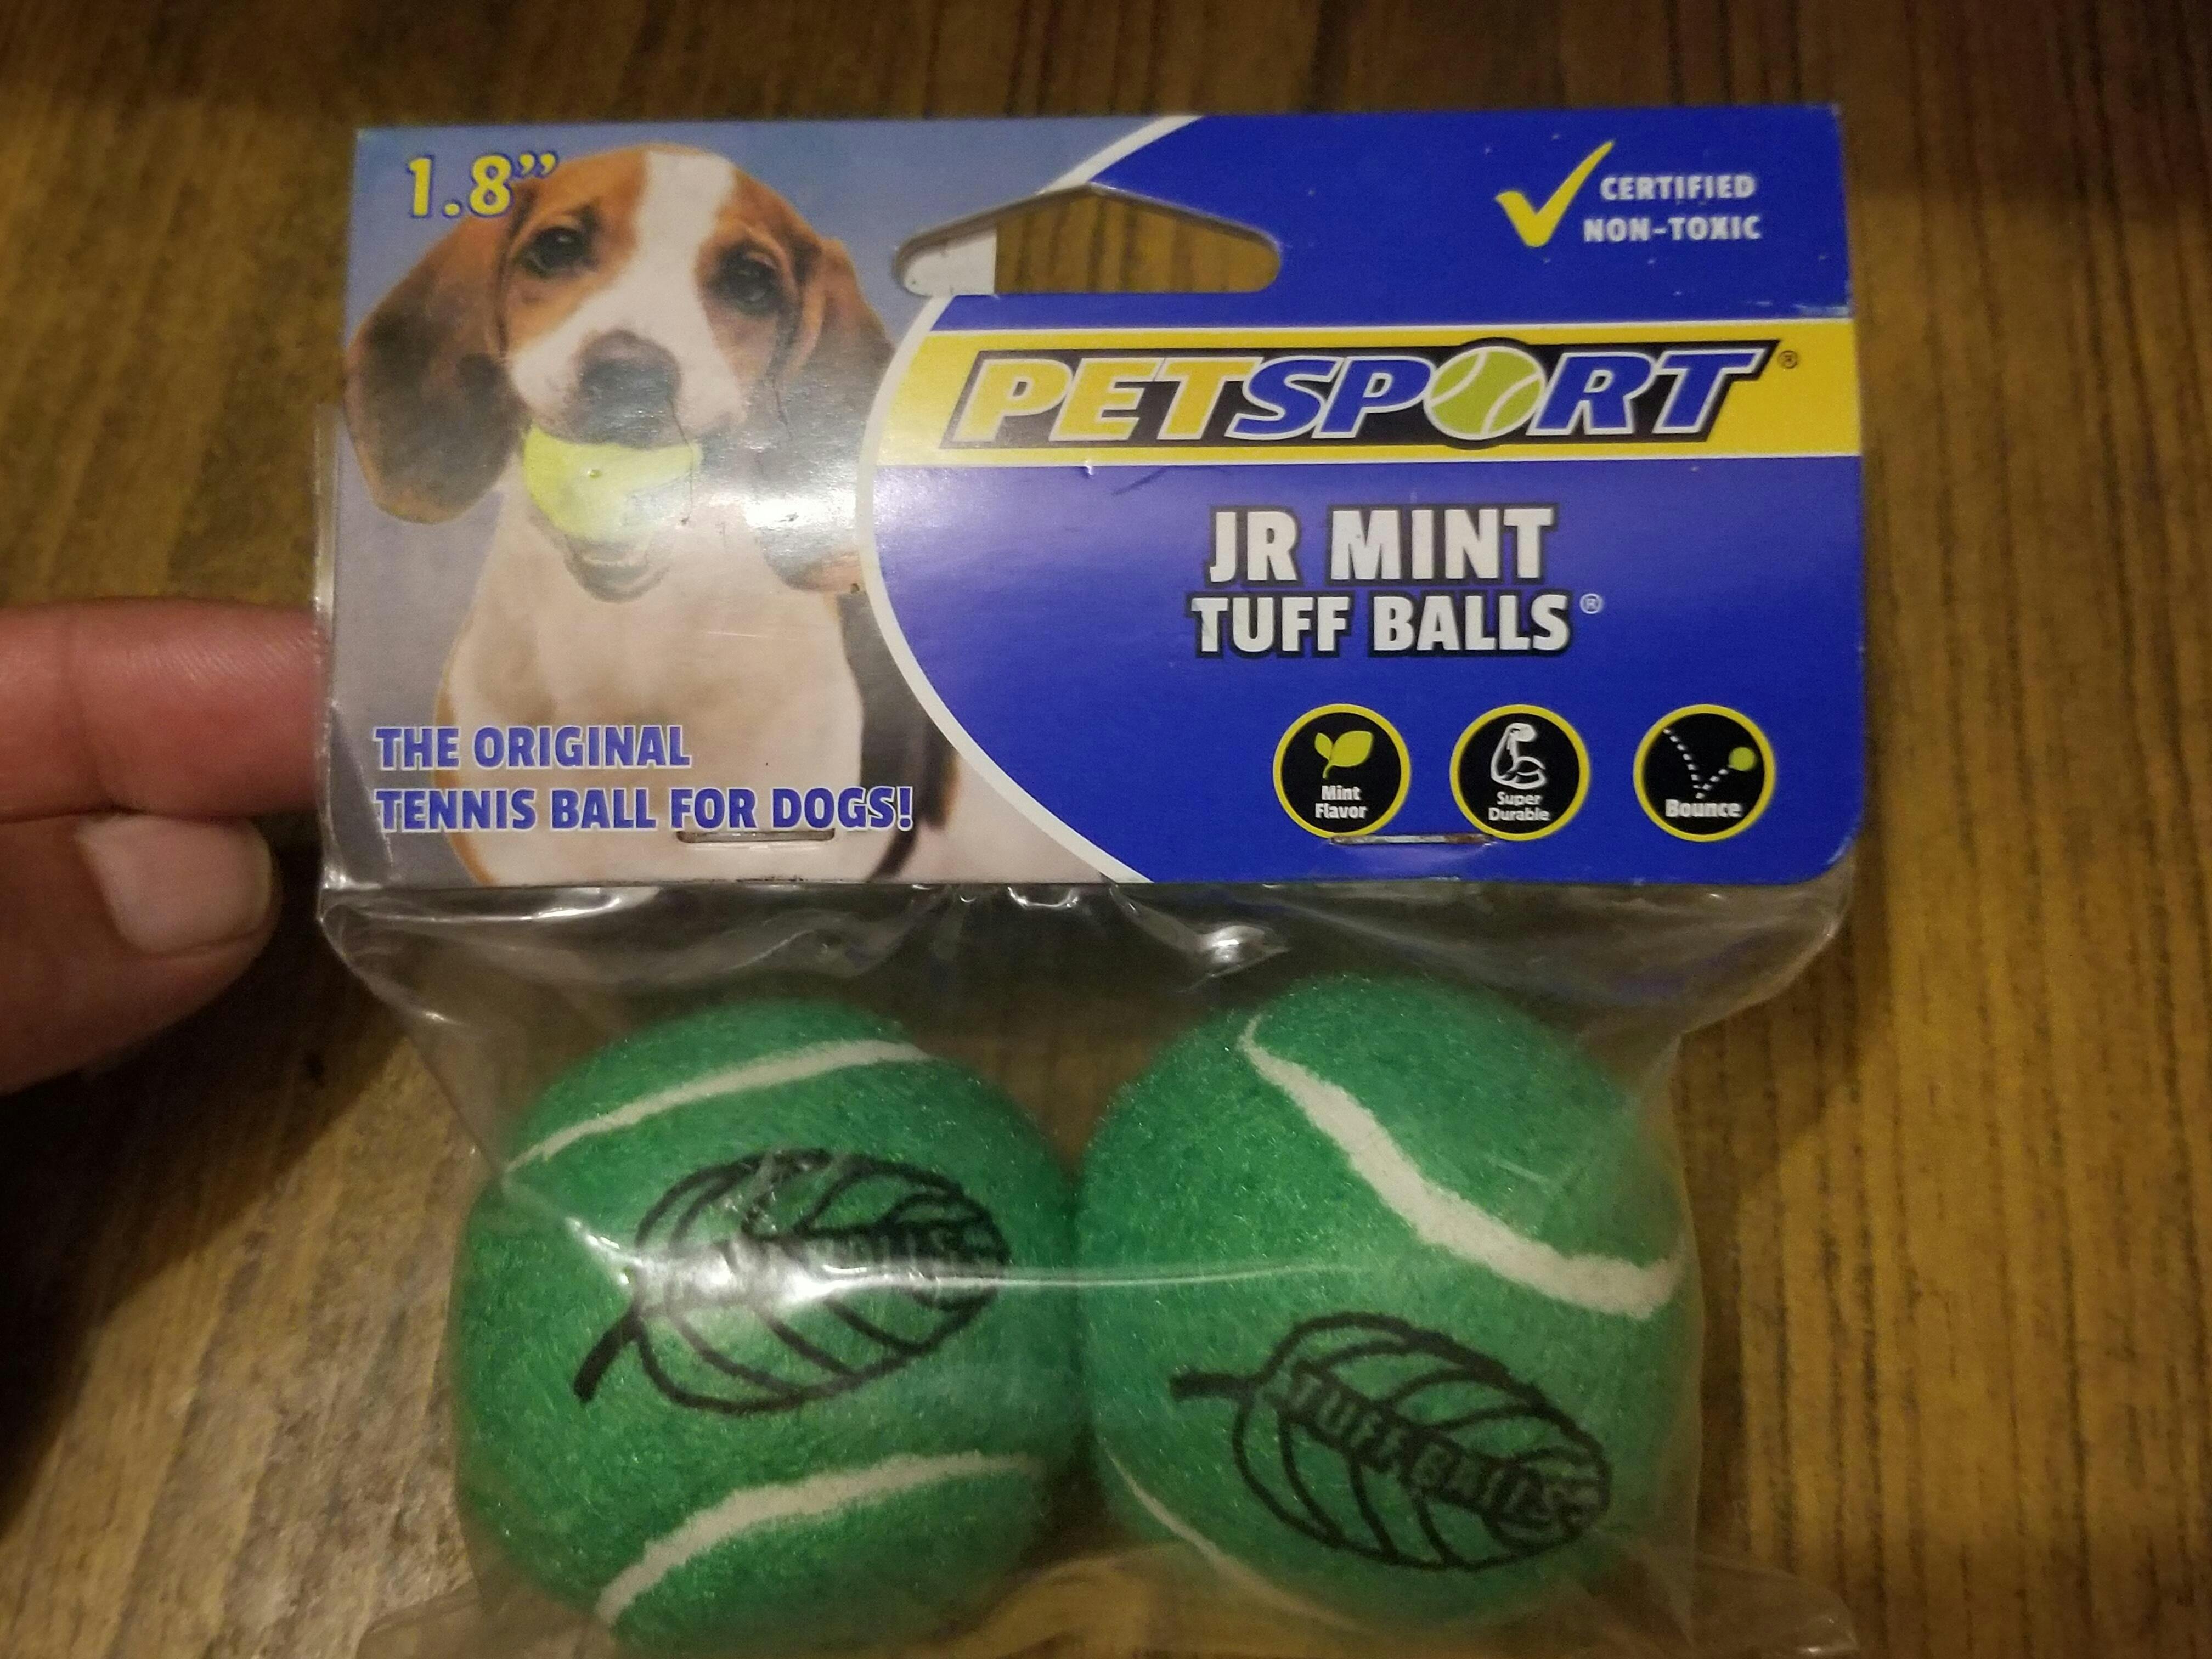 1.8”
CERTIFIED
NON-TOXIC
PETSPORT®
JR MINT
TUFF BALLS®
THE ORIGINAL
TENNIS BALL FOR DOGS!
Mint
Flavor
Super
Durable
Bounce
TUFF BALLS